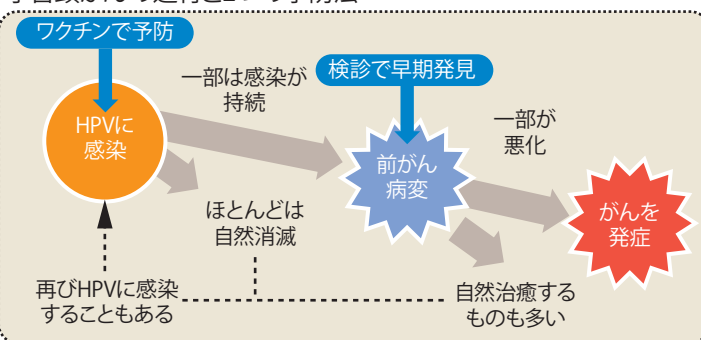 ワクチンで予防
一部は感染が
持続
検診で早期発見
一部が
悪化
HPVに
感染
前がん
病変
がんを
発症
ほとんどは
自然消滅
再びHPVに感染
することもある
自然治癒する
ものも多い